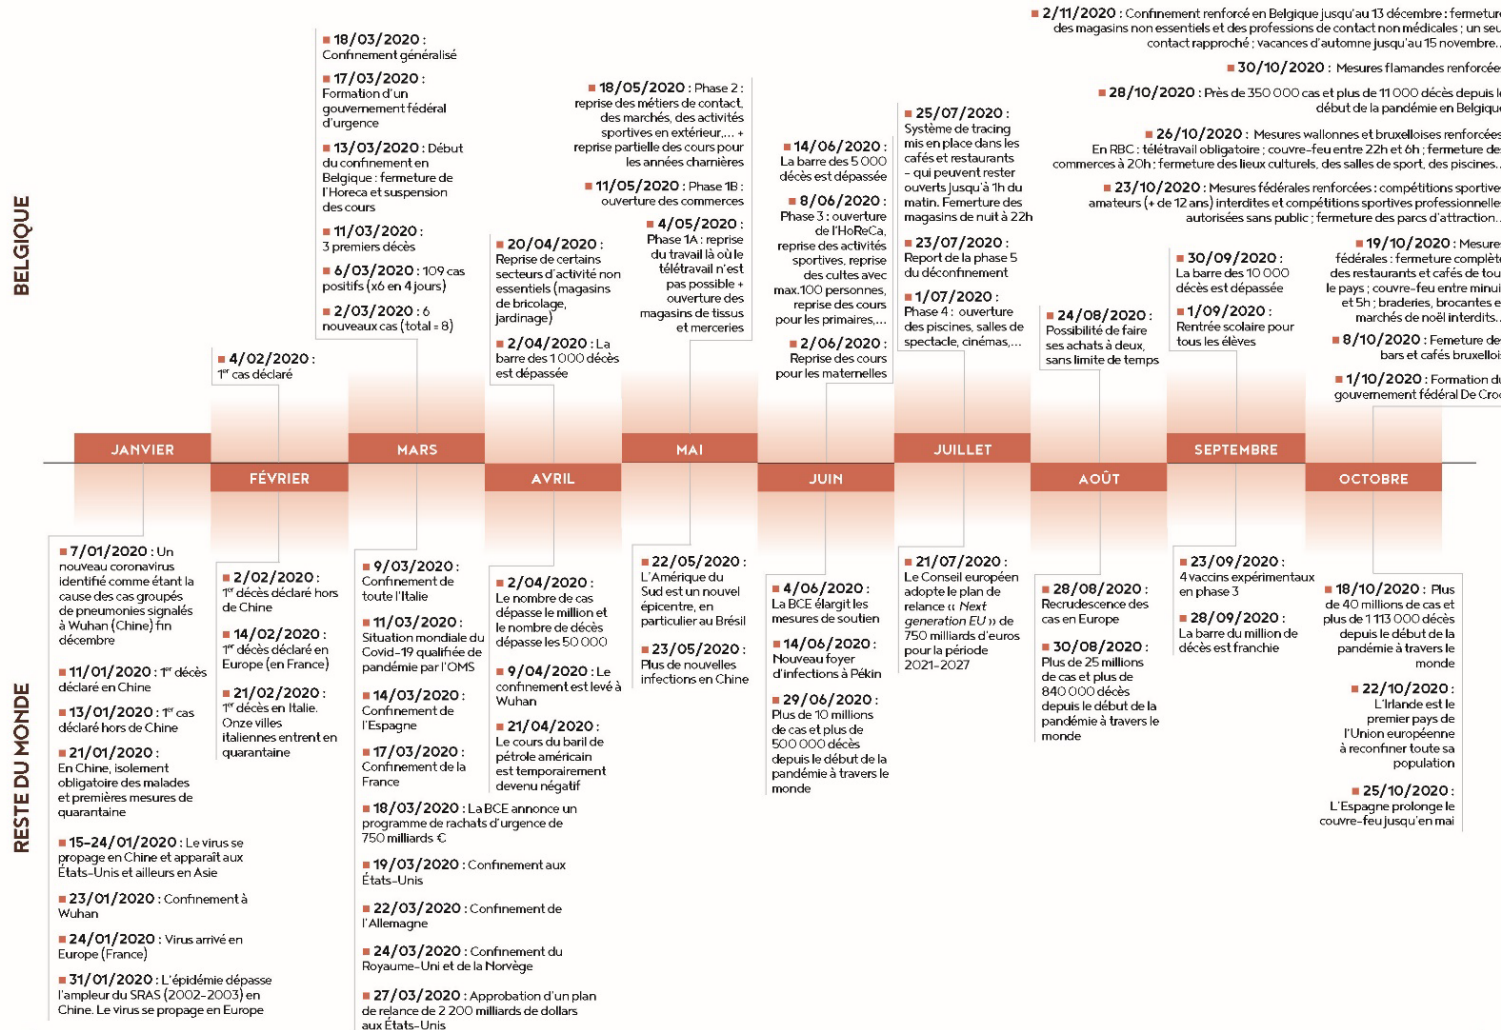 BELGIQUE
■ 4/02/2020 :
1er cas déclaré
■ 18/03/2020 :
Confinement généralisé
■ 17/03/2020 :
Formation d'un
gouvernement fédéral
d'urgence
■ 13/03/2020 : Début
du confinement en
Belgique : fermeture de
l'Horeca et suspension
des cours
■ 11/03/2020 :
3 premiers décès
■ 6/03/2020 : 109 cas
positifs (x6 en 4 jours)
■ 2/03/2020 : 6
nouveaux cas (total = 8)
■ 20/04/2020 :
Reprise de certains
secteurs d'activité non
essentiels (magasins
de bricolage,
jardinage)
■ 2/04/2020 : La
barre des 1 000 décès
est dépassée
■ 18/05/2020 : Phase 2 :
reprise des métiers de contact,
des marchés, des activités
sportives en extérieur,... +
reprise partielle des cours pour
les années charnières
■ 11/05/2020 : Phase 1B :
ouverture des commerces
■ 4/05/2020 :
Phase 1A : reprise
du travail là où le
télétravail n'est
pas possible +
ouverture des
magasins de tissus
et merceries
■ 14/06/2020 :
La barre des 5 000
décès est dépassée
■ 8/06/2020 :
Phase 3 : ouverture
de l'HoReCa,
reprise des activités
sportives, reprise
des cultes avec
max.100 personnes,
reprise des cours
pour les primaires,...
■ 2/06/2020 :
Reprise des cours
pour les maternelles
■ 25/07/2020 :
Système de tracing
mis en place dans les
cafés et restaurants
– qui peuvent rester
ouverts jusqu'à 1h du
matin. Femerture des
magasins de nuit à 22h
■ 23/07/2020 :
Report de la phase 5
du déconfinement
■ 1/07/2020 :
Phase 4 : ouverture
des piscines, salles de
spectacle, cinémas,...
■ 24/08/2020 :
Possibilité de faire
ses achats à deux,
sans limite de temps
■ 30/09/2020 :
La barre des 10 000
décès est dépassée
■ 1/09/2020 :
Rentrée scolaire pour
tous les élèves
■ 2/11/2020 : Confinement renforcé en Belgique jusqu'au 13 décembre : fermeture
des magasins non essentiels et des professions de contact non médicales ; un seul
contact rapproché ; vacances d'automne jusqu'au 15 novembre...
■ 30/10/2020 : Mesures flamandes renforcées
■ 28/10/2020 : Près de 350 000 cas et plus de 11 000 décès depuis le
début de la pandémie en Belgique
■ 26/10/2020 : Mesures wallonnes et bruxelloises renforcées.
En RBC : télétravail obligatoire ; couvre-feu entre 22h et 6h ; fermeture des
commerces à 20h ; fermeture des lieux culturels, des salles de sport, des piscines...
■ 23/10/2020 : Mesures fédérales renforcées : compétitions sportives
amateurs (+ de 12 ans) interdites et compétitions sportives professionnelles
autorisées sans public ; fermeture des parcs d'attraction...
■ 19/10/2020 : Mesures
fédérales : fermeture complète
des restaurants et cafés de tout
le pays ; couvre-feu entre minuit
et 5h ; braderies, brocantes et
marchés de noël interdits...
■ 8/10/2020 : Femeture des
bars et cafés bruxellois
■ 1/10/2020 : Formation du
gouvernement fédéral De Croo
JANVIER
FÉVRIER
MARS
AVRIL
MAI
JUIN
JUILLET
AOÛT
SEPTEMBRE
OCTOBRE
RESTE DU MONDE
■ 7/01/2020 : Un
nouveau coronavirus
identifié comme étant la
cause des cas groupés
de pneumonies signalés
à Wuhan (Chine) fin
décembre
■ 11/01/2020 : 1er décès
déclaré en Chine
■ 13/01/2020 : 1er cas
déclaré hors de Chine
■ 21/01/2020 :
En Chine, isolement
obligatoire des malades
et premières mesures de
quarantaine
■ 15-24/01/2020 : Le virus se
propage en Chine et apparaît aux
États-Unis et ailleurs en Asie
■ 23/01/2020 : Confinement à
Wuhan
■ 24/01/2020 : Virus arrivé en
Europe (France)
■ 31/01/2020 : L'épidémie dépasse
l'ampleur du SRAS (2002-2003) en
Chine. Le virus se propage en Europe
■ 2/02/2020 :
1er décès déclaré hors
de Chine
■ 14/02/2020 :
1er décès déclaré en
Europe (en France)
■ 21/02/2020 :
1er décès en Italie.
Onze villes
italiennes entrent en
quarantaine
■ 9/03/2020 :
Confinement de
toute l'Italie
■ 11/03/2020 :
Situation mondiale du
Covid-19 qualifiée de
pandémie par l'OMS
■ 14/03/2020 :
Confinement de
l'Espagne
■ 17/03/2020 :
Confinement de la
France
■ 18/03/2020 : La BCE annonce un
programme de rachats d'urgence de
750 milliards €
■ 19/03/2020 : Confinement aux
États-Unis
■ 22/03/2020 : Confinement de
l'Allemagne
■ 24/03/2020 : Confinement du
Royaume-Uni et de la Norvège
■ 27/03/2020 : Approbation d'un plan
de relance de 2 200 milliards de dollars
aux États-Unis
■ 2/04/2020 :
Le nombre de cas
dépasse le million et
le nombre de décès
dépasse les 50 000
■ 9/04/2020 : Le
confinement est levé à
Wuhan
■ 21/04/2020 :
Le cours du baril de
pétrole américain
est temporairement
devenu négatif
■ 22/05/2020 :
L'Amérique du
Sud est un nouvel
épicentre, en
particulier au Brésil
■ 23/05/2020 :
Plus de nouvelles
infections en Chine
■ 4/06/2020 :
La BCE élargit les
mesures de soutien
■ 14/06/2020 :
Nouveau foyer
d'infections à Pékin
■ 29/06/2020 :
Plus de 10 millions
de cas et plus de
500 000 décès
depuis le début de la
pandémie à travers le
monde
■ 21/07/2020 :
Le Conseil européen
adopte le plan de
relance « Next
generation EU » de
750 milliards d'euros
pour la période
2021-2027
■ 28/08/2020 :
Recrudescence des
cas en Europe
■ 30/08/2020 :
Plus de 25 millions
de cas et plus de
840 000 décès
depuis le début de la
pandémie à travers le
monde
■ 23/09/2020 :
4 vaccins expérimentaux
en phase 3
■ 28/09/2020 :
La barre du million de
décès est franchie
■ 18/10/2020 : Plus
de 40 millions de cas et
plus de 1 113 000 décès
depuis le début de la
pandémie à travers le
monde
■ 22/10/2020 :
L'Irlande est le
premier pays de
l'Union européenne
à reconfiner toute sa
population
■ 25/10/2020 :
L'Espagne prolonge le
couvre-feu jusqu'en mai